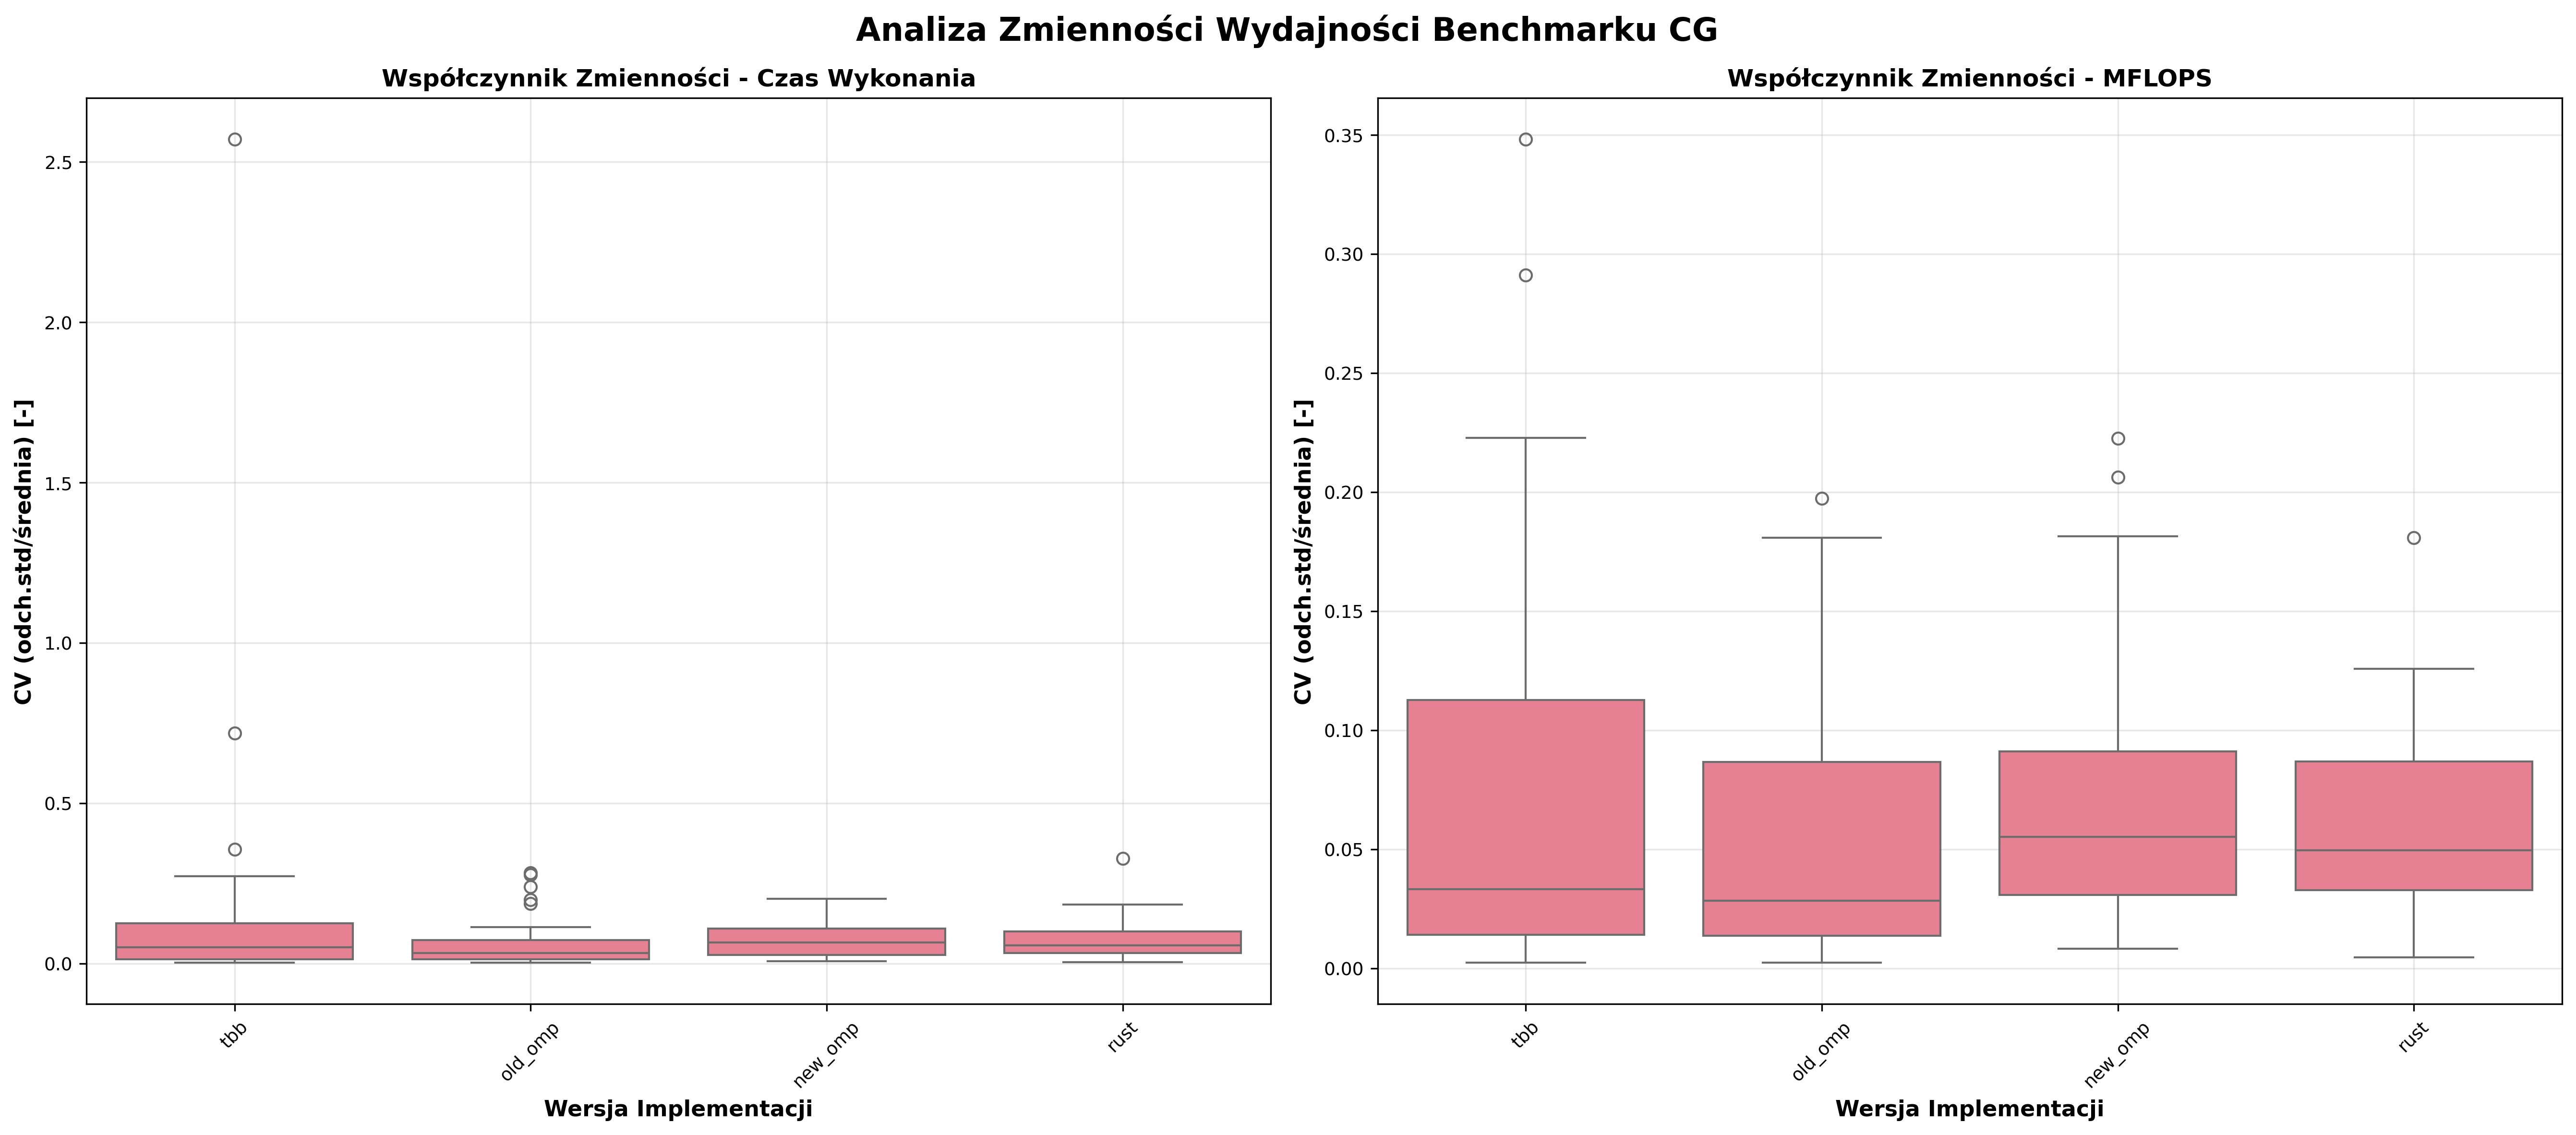 Analiza Zmienności Wydajności Benchmarku CG
Współczynnik Zmienności - Czas Wykonania
CV (odch.std/średnia) [-]
2.5
2.0
1.5
1.0
0.5
0.0
tbb
old_omp
new_omp
rust
Wersja Implementacji
Współczynnik Zmienności - MFLOPS
CV (odch.std/średnia) [-]
0.35
0.30
0.25
0.20
0.15
0.10
0.05
0.00
tbb
old_omp
new_omp
rust
Wersja Implementacji